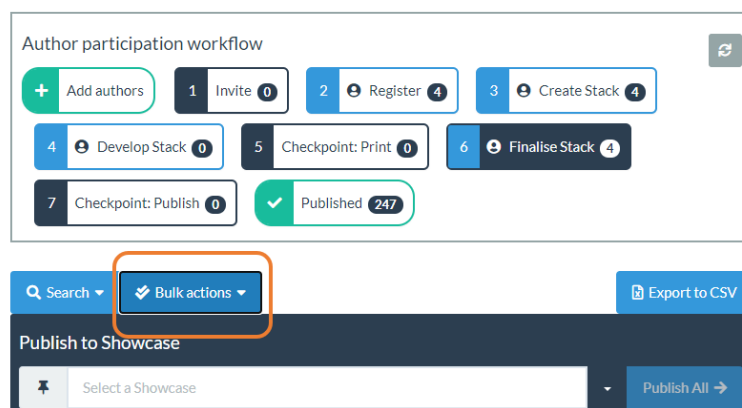 Author participation workflow
Add authors 1 Invite 0 2 Register 4 3 Create Stack 4
4 Develop Stack 0 5 Checkpoint: Print 0 6 Finalise Stack 4
7 Checkpoint: Publish 0 Published 247
Search Bulk actions Export to CSV
Publish to Showcase
Select a Showcase Publish All